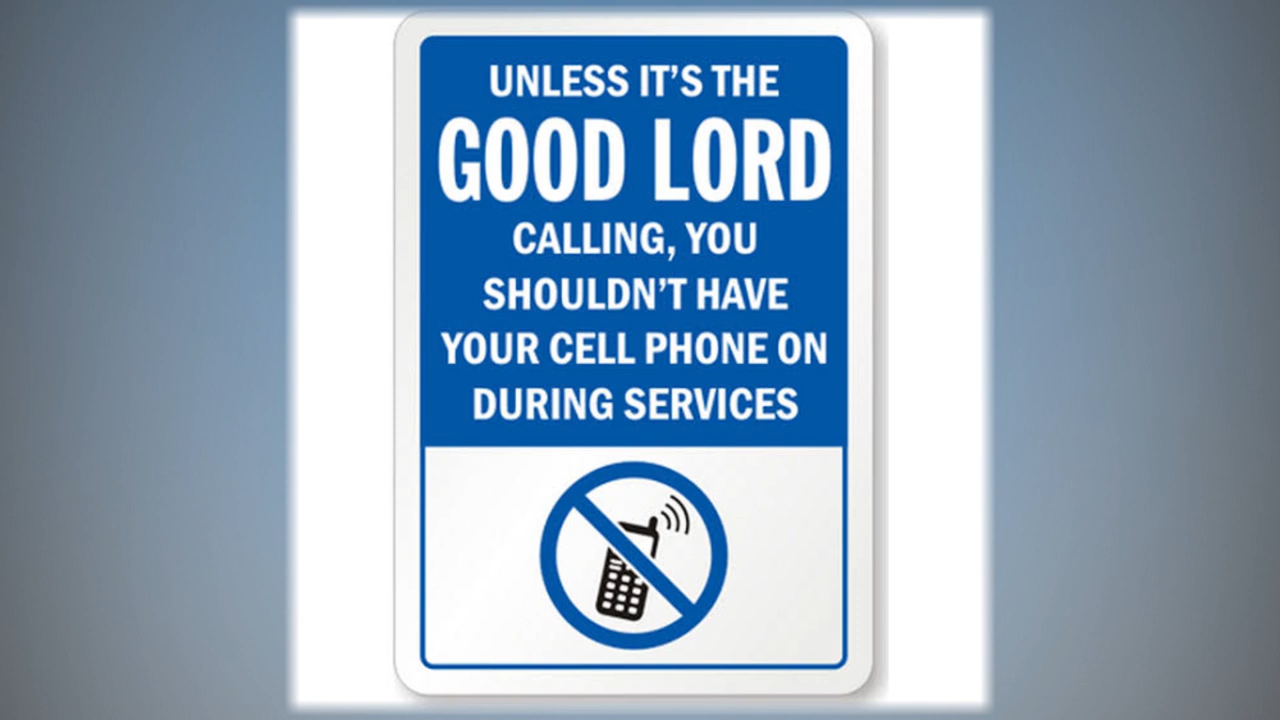 UNLESS IT'S THE
GOOD LORD
CALLING, YOU
SHOULDN'T HAVE
YOUR CELL PHONE ON
DURING SERVICES